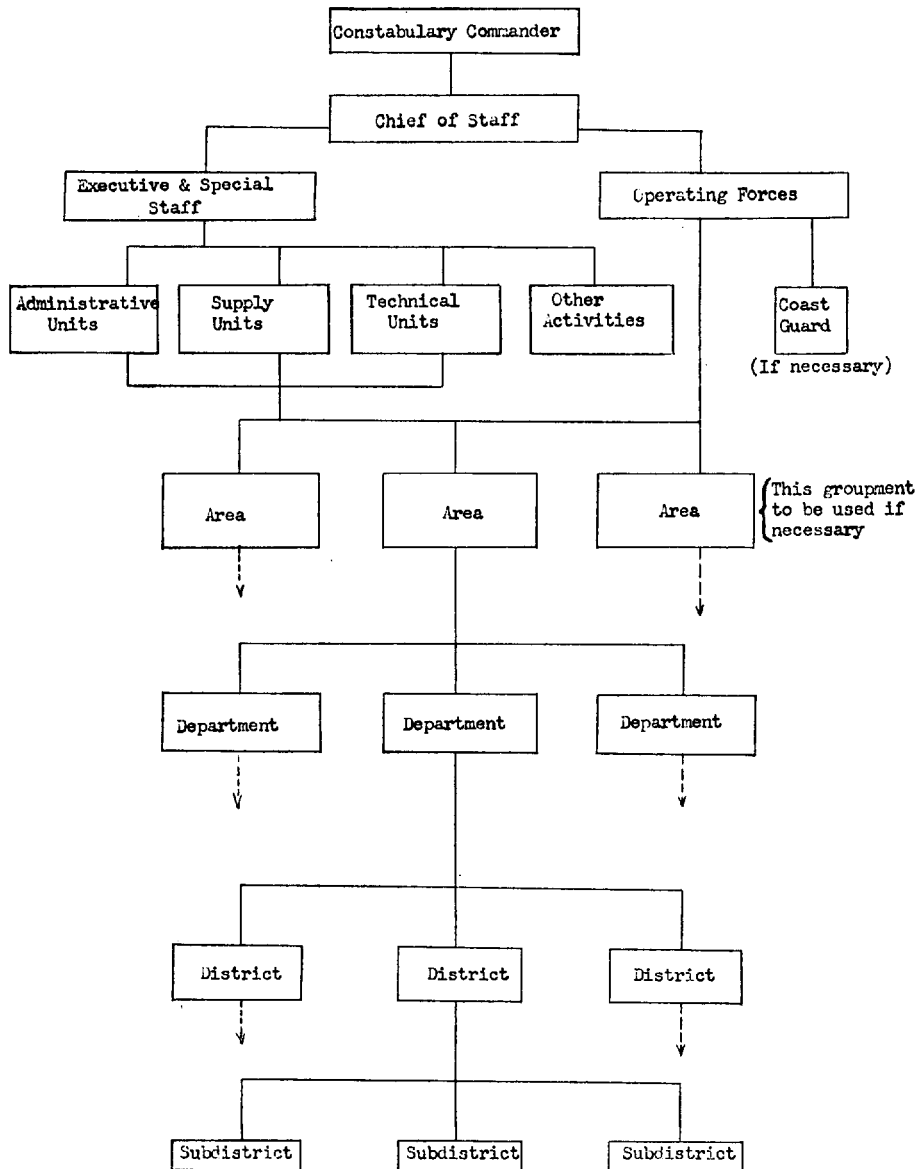 Constabulary Commander
Chief of Staff
Executive & Special
Staff
Operating Forces
Administrative
Units
Supply
Units
Technical
Units
Other
Activities
Coast
Guard
(If necessary)
Area
Area
Area
This groupment
to be used if
necessary
Department
Department
Department
District
District
District
Subdistrict
Subdistrict
Subdistrict